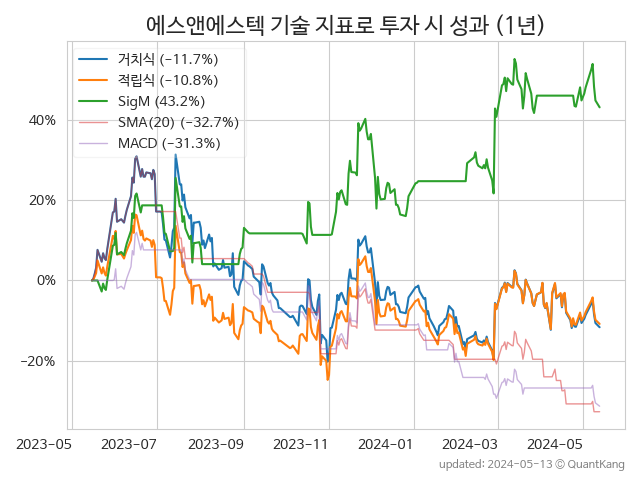 에스앤에스텍 기술 지표로 투자 시 성과 (1년)
거치식 (−11.7%)
적립식 (−10.8%)
SigM (43.2%)
SMA(20) (−32.7%)
MACD (−31.3%)
40%
20%
0%
−20%
2023-05 2023-07 2023-09 2023-11 2024-01 2024-03 2024-05
updated: 2024-05-13 ⓒ QuantKang